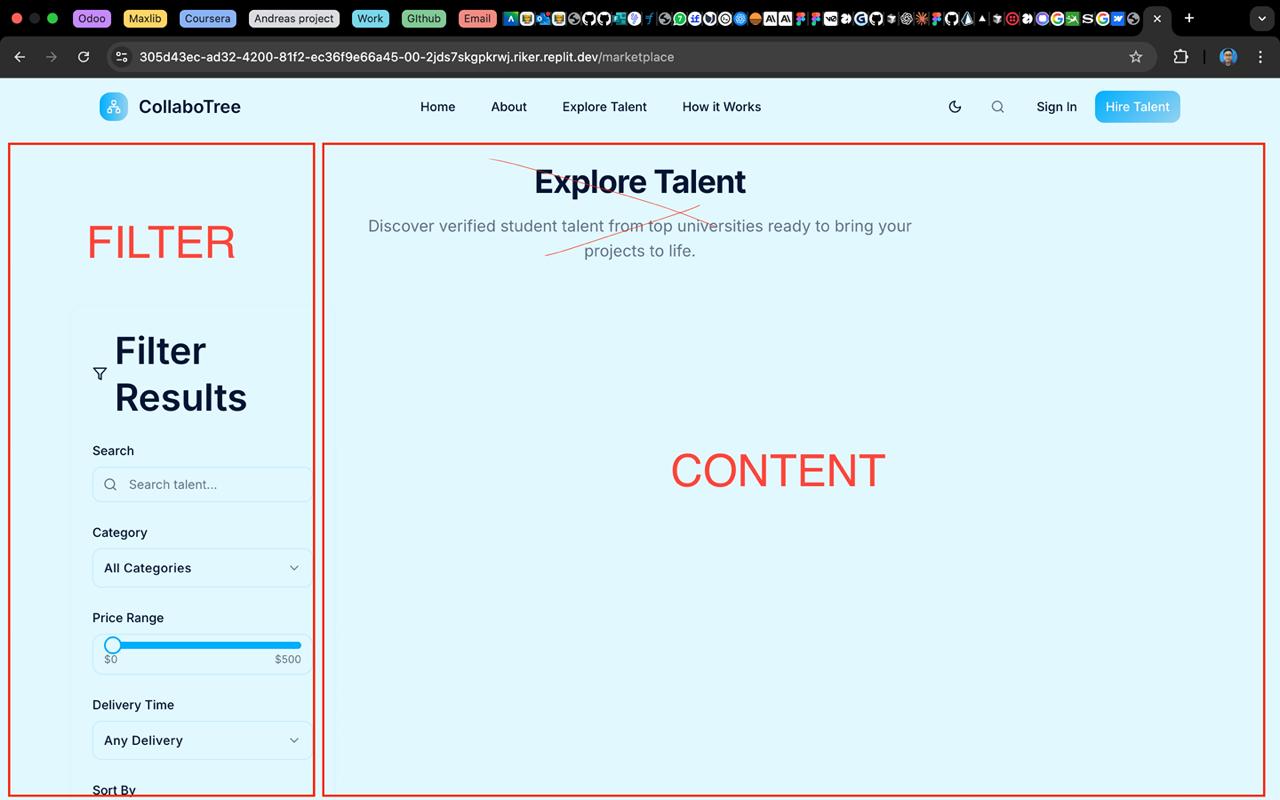 Odoo Maxlib Coursera Andreas project Work GIthub Email
305d43ec-ad32-4200-81f2-ec36f9e66a45-00-2jds7skgpkrwj.riker.replit.dev/marketplace
CollaboTree Home About Explore Talent How it Works Sign In Hire Talent
FILTER
Filter
Results
Search
Search talent...
Category
All Categories
Price Range
$0 $500
Delivery Time
Any Delivery
Sort By
Explore Talent
Discover verified student talent from top universities ready to bring your
projects to life.
CONTENT